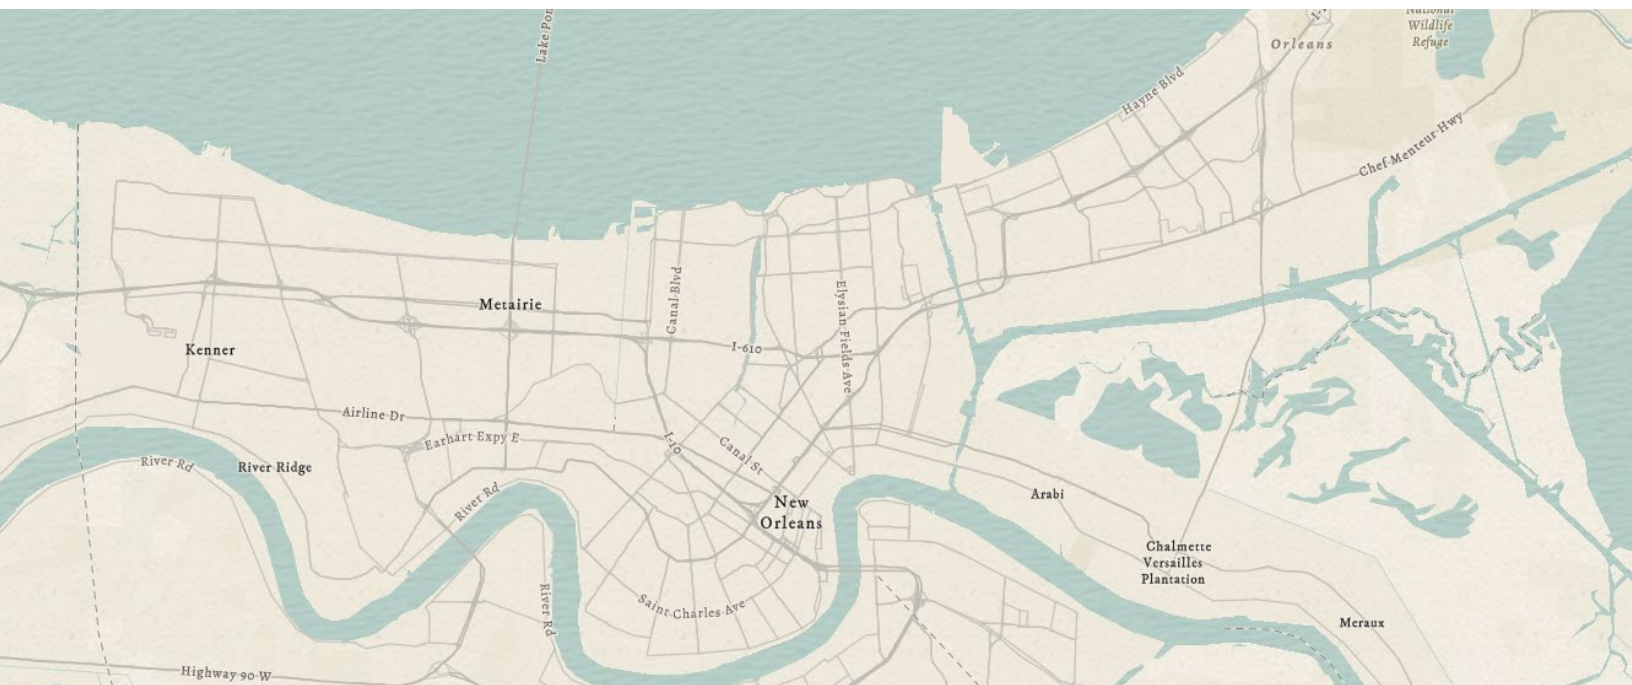 Lake Pon
I-1
National
Wildlife
Refuge
Orleans
Hayne Blvd
Chef Menteur Hwy
Canal Blvd
Elysian Fields Ave
Metairie
I-610
Kenner
Airline Dr
Earhart Expy E
I-10
Canal St
River Rd
River Ridge
River Rd
New
Orleans
Arabi
Chalmette
Versailles
Plantation
River Rd
Saint Charles Ave
Meraux
Highway 90 W